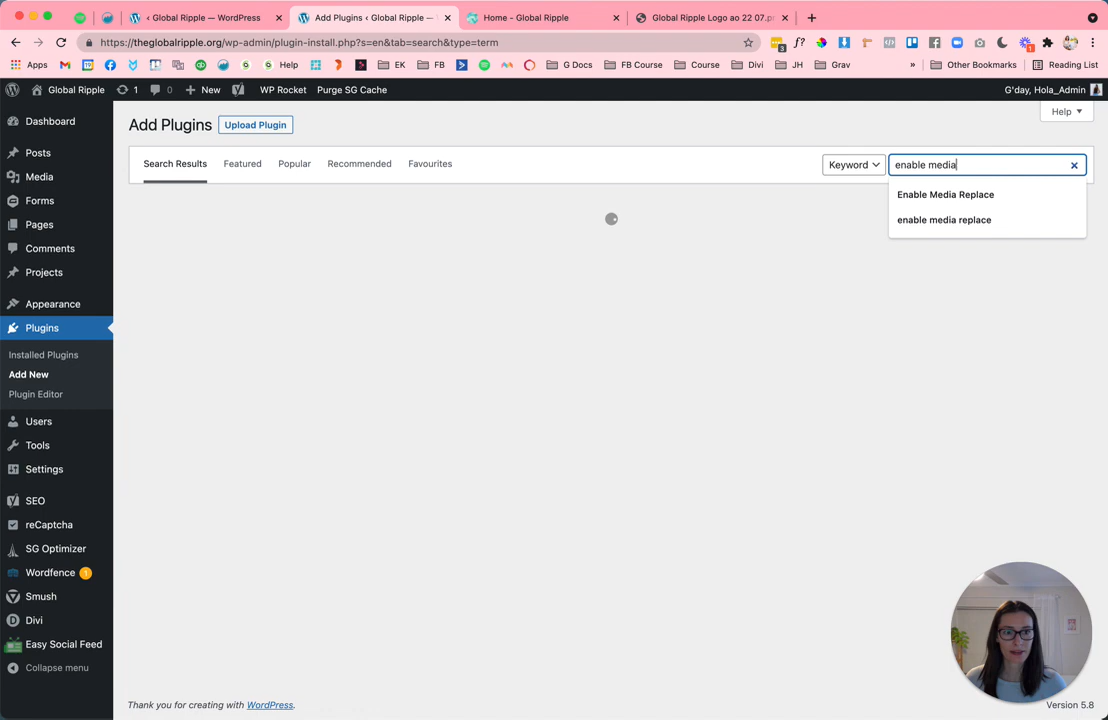 ‹ Global Ripple — WordPress
Add Plugins ‹ Global Ripple —
Home - Global Ripple
Global Ripple Logo ao 22 07.p
https://theglobalripple.org/wp-admin/plugin-install.php?s=en&tab=search&type=term
Apps
Help
EK
FB
G Docs
FB Course
Course
Divi
JH
Grav
»
Other Bookmarks
Reading List
Global Ripple
1
0
New
WP Rocket
Purge SG Cache
G'day, Hola_Admin
Dashboard
Posts
Media
Forms
Pages
Comments
Projects
Appearance
Plugins
Installed Plugins
Add New
Plugin Editor
Users
Tools
Settings
SEO
reCaptcha
SG Optimizer
Wordfence 1
Smush
Divi
Easy Social Feed
Collapse menu
Add Plugins
Upload Plugin
Help
Search Results
Featured
Popular
Recommended
Favourites
Keyword
enable media
Enable Media Replace
enable media replace
Thank you for creating with WordPress.
Version 5.8